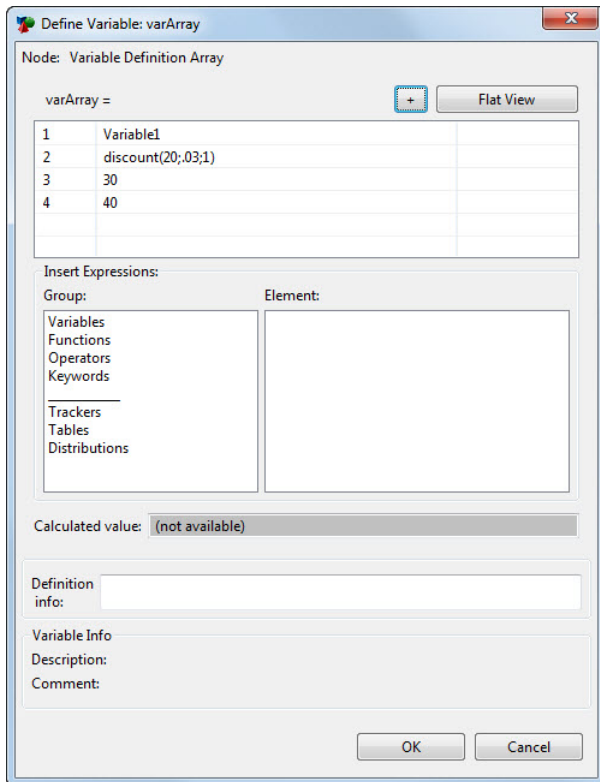 Define Variable: varArray
Node: Variable Definition Array
varArray = + Flat View
1 Variable1
2 discount(20;.03;1)
3 30
4 40
Insert Expressions:
Group: Element:
Variables
Functions
Operators
Keywords
Trackers
Tables
Distributions
Calculated value: (not available)
Definition
info:
Variable Info
Description:
Comment:
OK Cancel